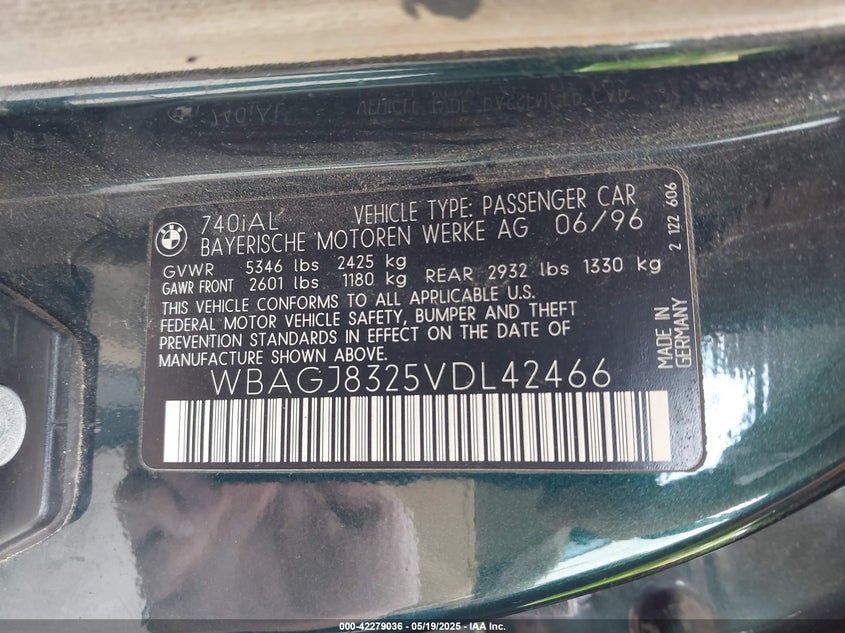 740iAL VEHICLE TYPE: PASSENGER CAR
BAYERISCHE MOTOREN WERKE AG 06/96
GVWR 5346 lbs 2425 kg
GAWR FRONT 2601 lbs 1180 kg REAR 2932 lbs 1330 kg
THIS VEHICLE CONFORMS TO ALL APPLICABLE U.S.
FEDERAL MOTOR VEHICLE SAFETY, BUMPER AND THEFT
PREVENTION STANDARDS IN EFFECT ON THE DATE OF
MANUFACTURE SHOWN ABOVE
WBAGJ8325VDL42466
MADE IN
GERMANY
2 122 606
000-42279036 - 05/19/2025 - IAA Inc.